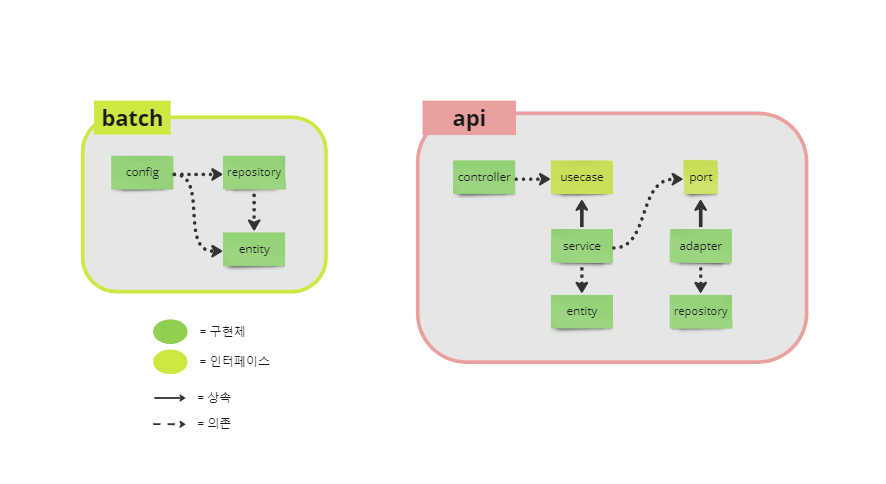 batch
config
repository
entity
api
controller
usecase
port
service
adapter
entity
repository
= 구현체
= 인터페이스
= 상속
= 의존